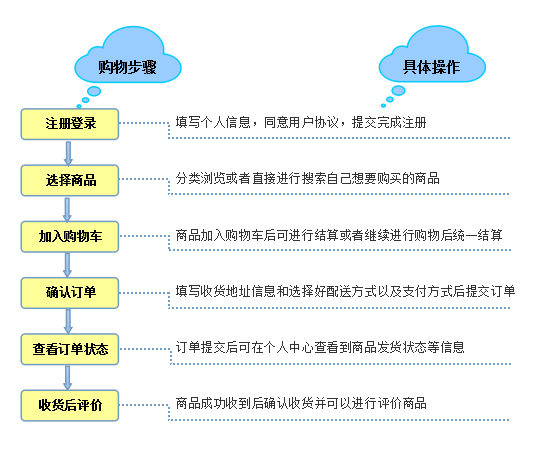 购物步骤
具体操作
注册登录
填写个人信息，同意用户协议，提交完成注册
选择商品
分类浏览或者直接进行搜索自己想要购买的商品
加入购物车
商品加入购物车后可进行结算或者继续进行购物后统一结算
确认订单
填写收货地址信息和选择好配送方式以及支付方式后提交订单
查看订单状态
订单提交后可在个人中心查看到商品发货状态等信息
收货后评价
商品成功收到后确认收货并可以进行评价商品